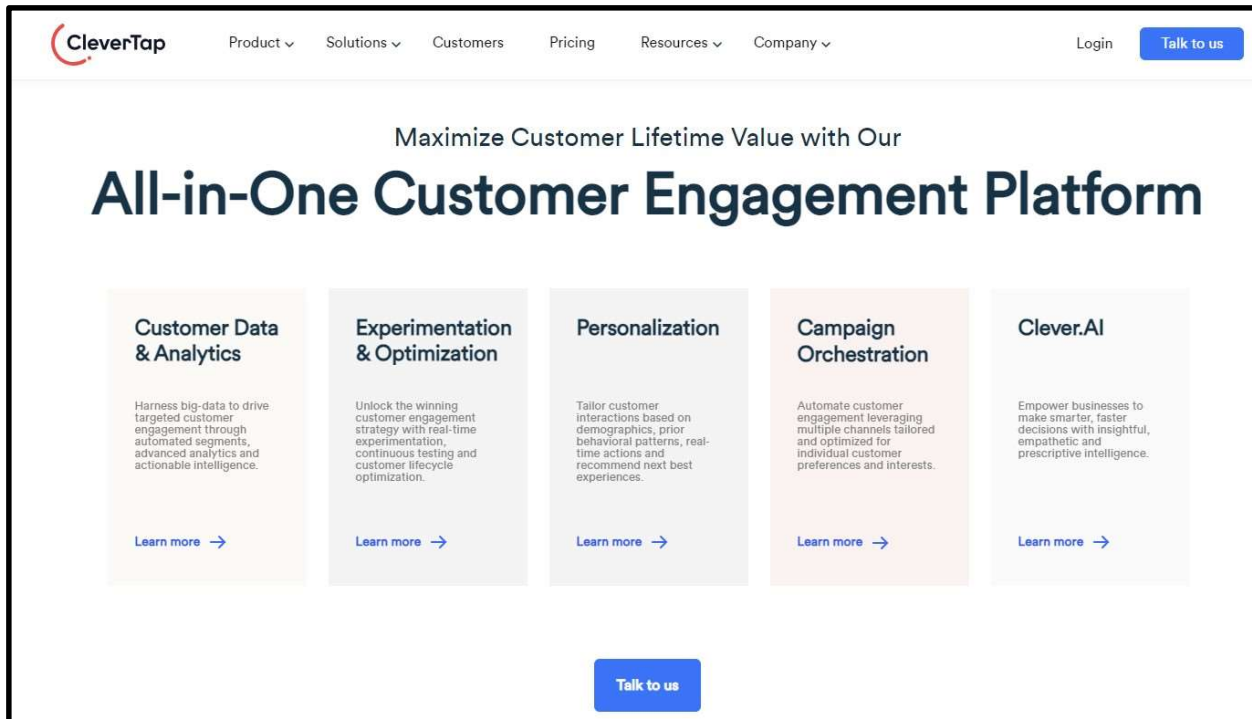 CleverTap
Product
Solutions
Customers
Pricing
Resources
Company
Login
Talk to us
Maximize Customer Lifetime Value with Our
All-in-One Customer Engagement Platform
Customer Data
& Analytics
Harness big-data to drive
targeted customer
engagement through
automated segments,
advanced analytics and
actionable intelligence.
Learn more →
Experimentation
& Optimization
Unlock the winning
customer engagement
strategy with real-time
experimentation,
continuous testing and
customer lifecycle
optimization.
Learn more →
Personalization
Tailor customer
interactions based on
demographics, prior
behavioral patterns, real-
time actions and
recommend next best
experiences.
Learn more →
Campaign
Orchestration
Automate customer
engagement leveraging
multiple channels tailored
and optimized for
individual customer
preferences and interests.
Learn more →
Clever.AI
Empower businesses to
make smarter, faster
decisions with insightful,
empathetic and
prescriptive intelligence.
Learn more →
Talk to us